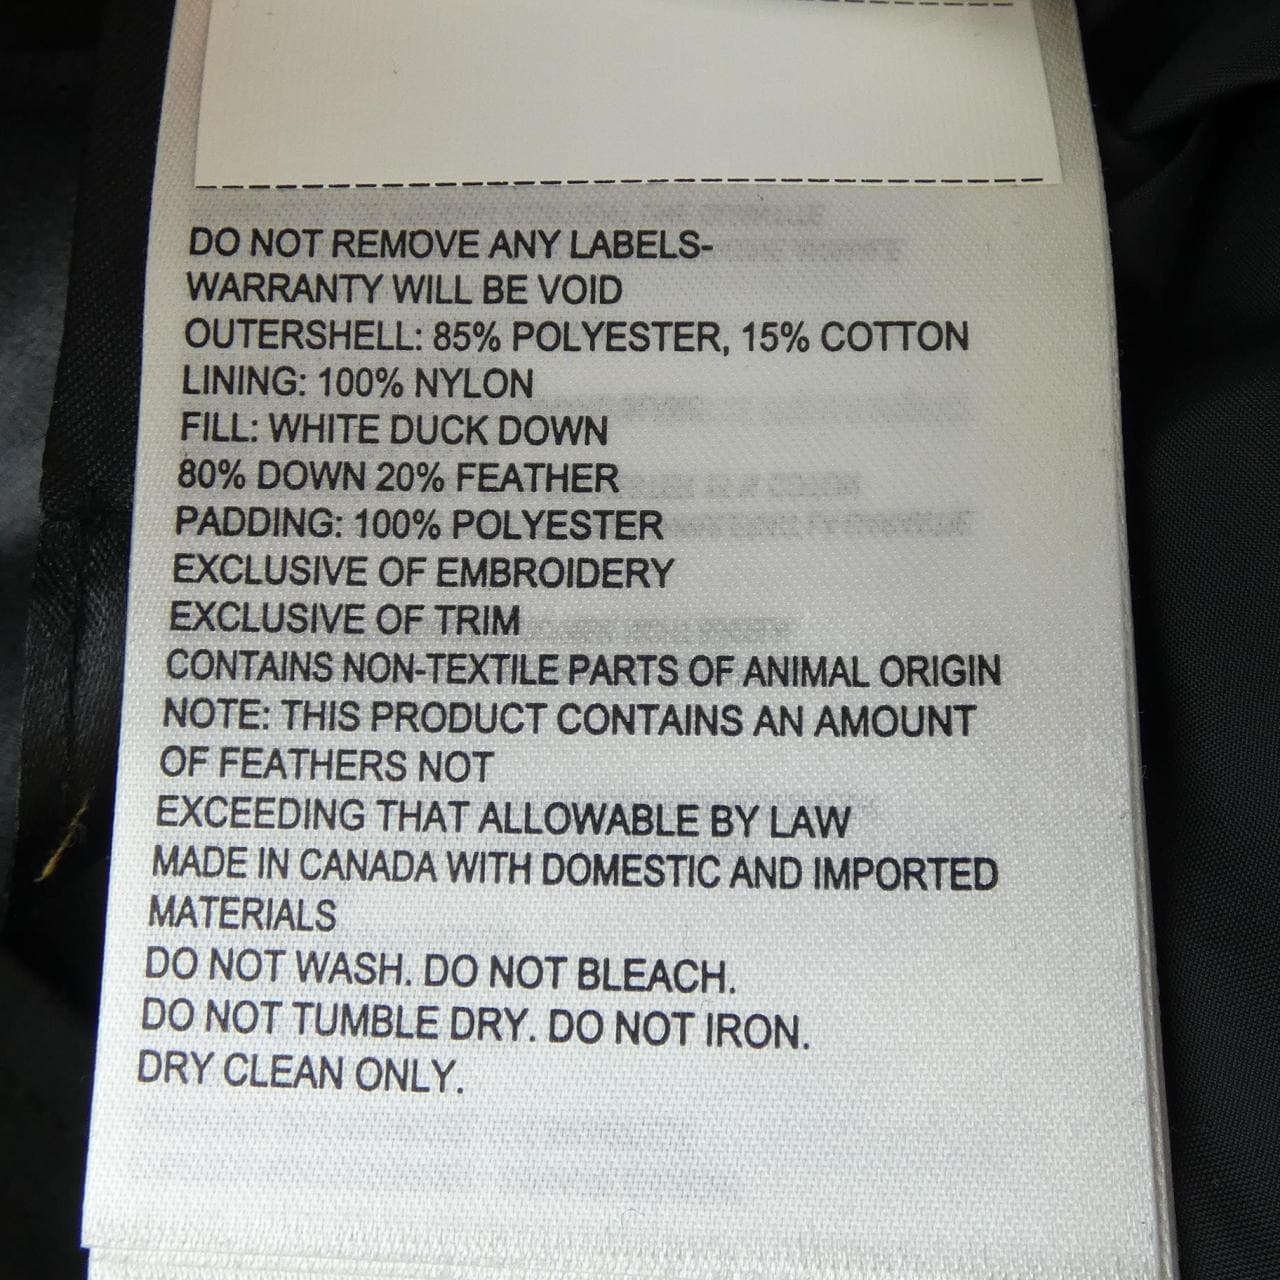 DO NOT REMOVE ANY LABELS-
WARRANTY WILL BE VOID
OUTERSHELL: 85% POLYESTER, 15% COTTON
LINING: 100% NYLON
FILL: WHITE DUCK DOWN
80% DOWN 20% FEATHER
PADDING: 100% POLYESTER
EXCLUSIVE OF EMBROIDERY
EXCLUSIVE OF TRIM
CONTAINS NON-TEXTILE PARTS OF ANIMAL ORIGIN
NOTE: THIS PRODUCT CONTAINS AN AMOUNT
OF FEATHERS NOT
EXCEEDING THAT ALLOWABLE BY LAW
MADE IN CANADA WITH DOMESTIC AND IMPORTED
MATERIALS
DO NOT WASH. DO NOT BLEACH.
DO NOT TUMBLE DRY. DO NOT IRON.
DRY CLEAN ONLY.